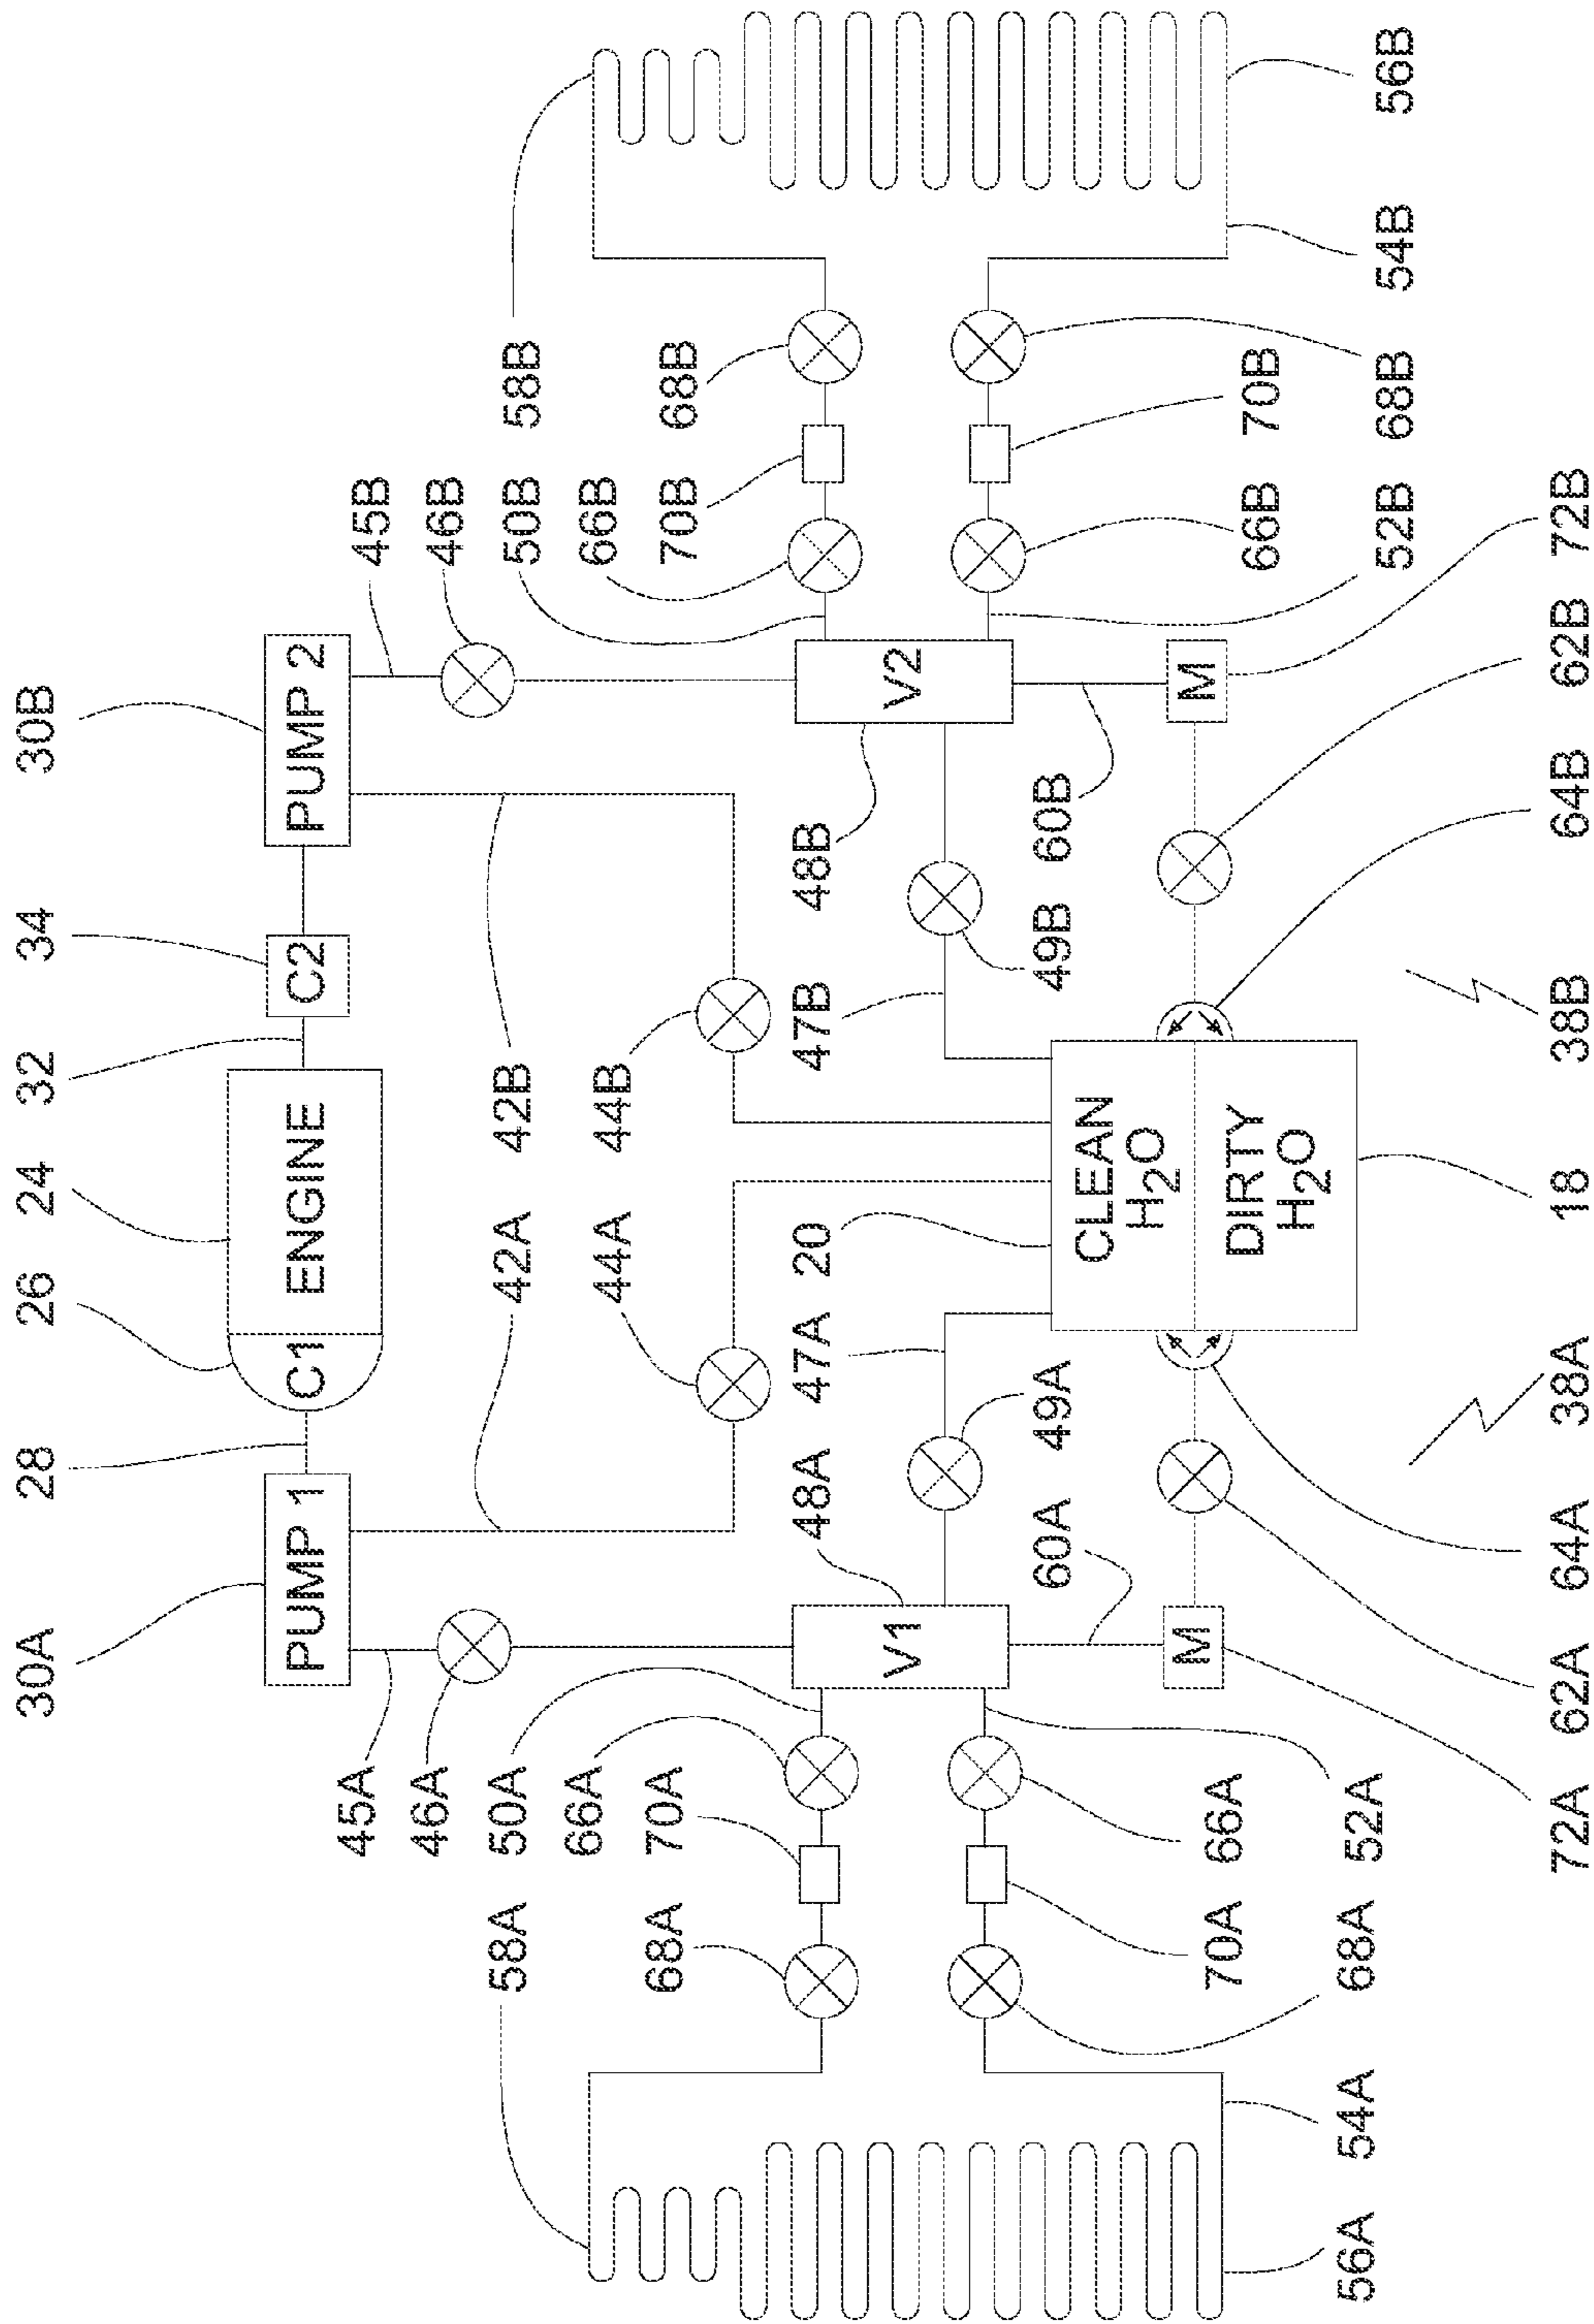 30A
28
26
24
32
34
30B
PUMP 1
C1
ENGINE
C2
PUMP 2
45A
45B
46A
46B
50A
42A
42B
50B
58A
58B
66A
44A
44B
66B
70A
70B
68A
68B
48A
47A
20
47B
48B
V1
V2
49A
49B
60A
60B
CLEAN
H2O
DIRTY
H2O
M
M
66A
66B
70A
70B
52A
52B
68A
68B
54A
54B
56A
56B
72A
62A
64A
38A
18
38B
64B
62B
72B